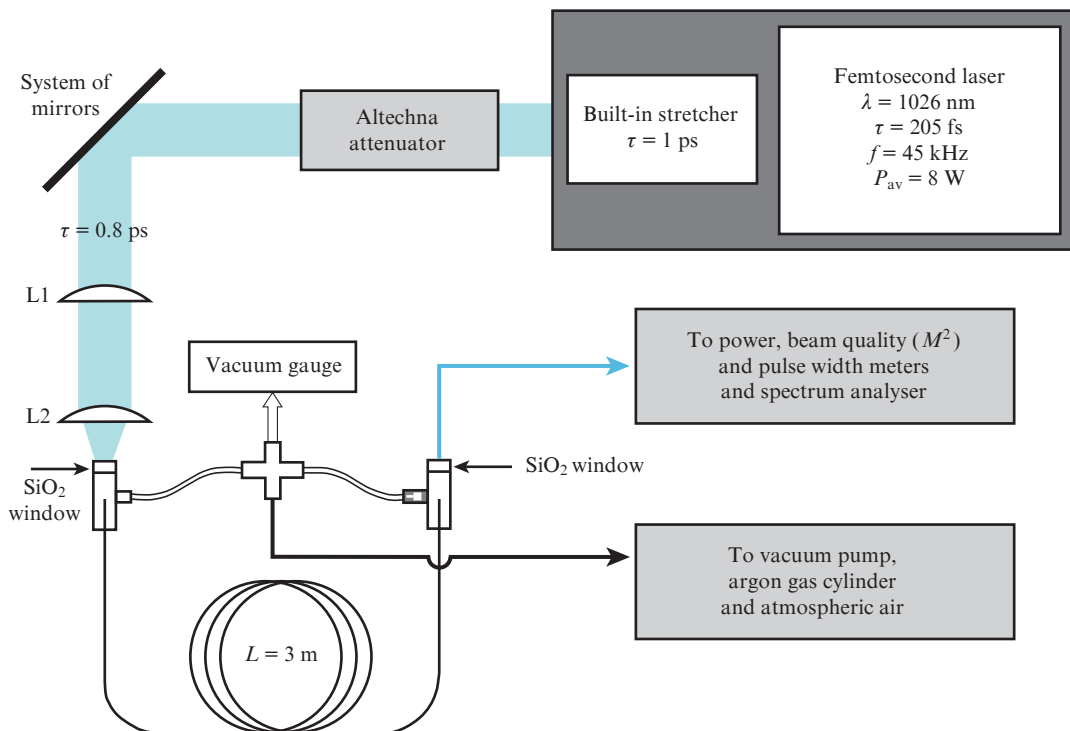 System of
mirrors
Altechna
attenuator
Built-in stretcher
τ = 1 ps
Femtosecond laser
λ = 1026 nm
τ = 205 fs
f = 45 kHz
P_av = 8 W
τ = 0.8 ps
L1
L2
Vacuum gauge
To power, beam quality (M²)
and pulse width meters
and spectrum analyser
SiO₂
window
SiO₂ window
To vacuum pump,
argon gas cylinder
and atmospheric air
L = 3 m